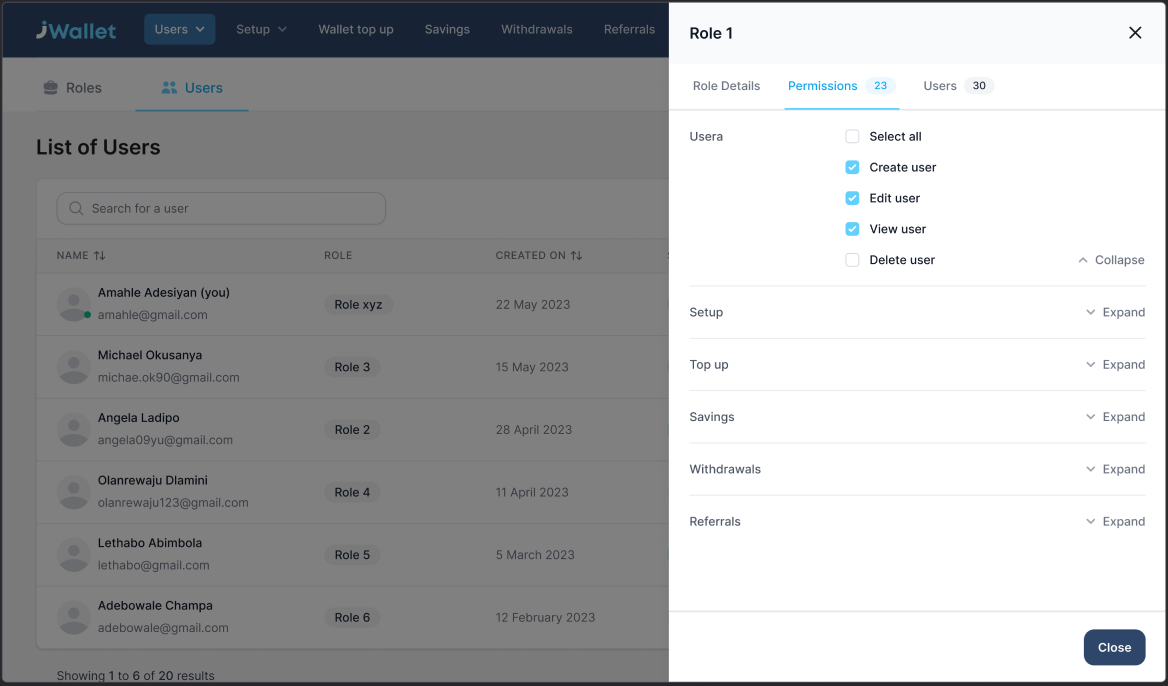 jWallet Users Setup Wallet top up Savings Withdrawals Referrals
Roles Users
List of Users
Search for a user
NAME ROLE CREATED ON
Amahle Adesiyan (you)
amahle@gmail.com
Role xyz
22 May 2023
Michael Okusanya
michae.ok90@gmail.com
Role 3
15 May 2023
Angela Ladipo
angela09yu@gmail.com
Role 2
28 April 2023
Olanrewaju Dlamini
olanrewaju123@gmail.com
Role 4
11 April 2023
Lethabo Abimbola
lethabo@gmail.com
Role 5
5 March 2023
Adebowale Champa
adebowale@gmail.com
Role 6
12 February 2023
Showing 1 to 6 of 20 results
Role 1
Role Details Permissions 23 Users 30
Usera
Select all
Create user
Edit user
View user
Delete user
Collapse
Setup Expand
Top up Expand
Savings Expand
Withdrawals Expand
Referrals Expand
Close